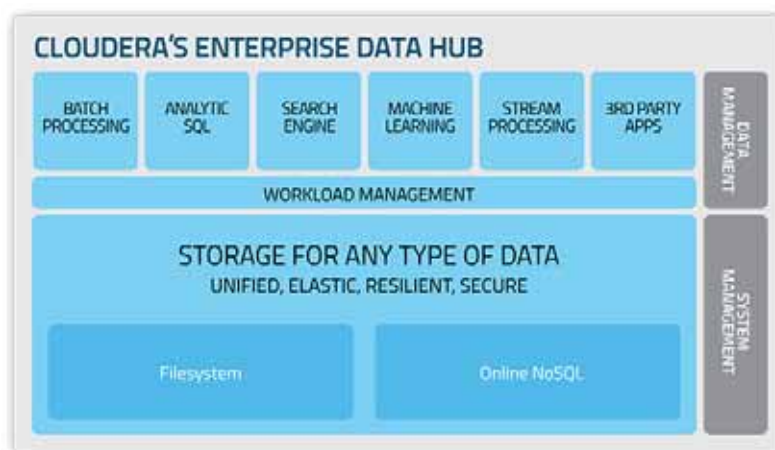 CLOUDERA'S ENTERPRISE DATA HUB
BATCH
PROCESSING
ANALYTIC
SQL
SEARCH
ENGINE
MACHINE
LEARNING
STREAM
PROCESSING
3RD PARTY
APPS
DATA
MANAGEMENT
WORKLOAD MANAGEMENT
STORAGE FOR ANY TYPE OF DATA
UNIFIED, ELASTIC, RESILIENT, SECURE
Filesystem
Online NoSQL
SYSTEM
MANAGEMENT